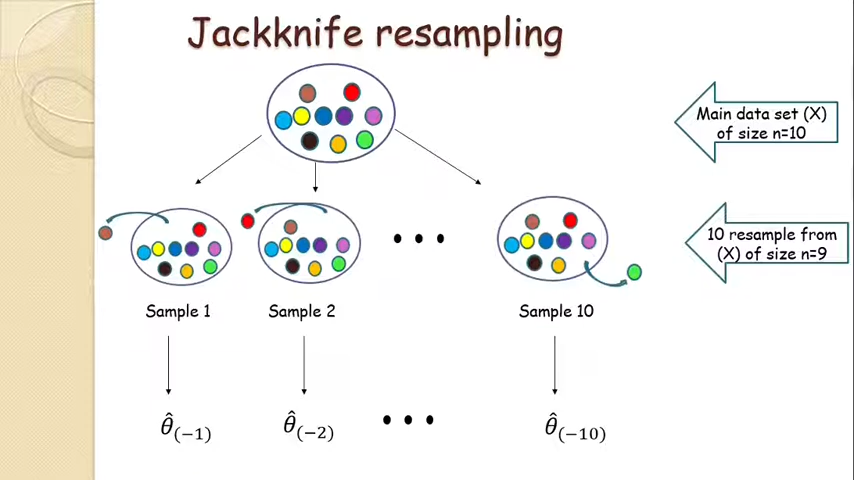 Jackknife resampling
Main data set (X)
of size n=10
10 resample from
(X) of size n=9
Sample 1
Sample 2
Sample 10
θ̂(−1)
θ̂(−2)
θ̂(−10)